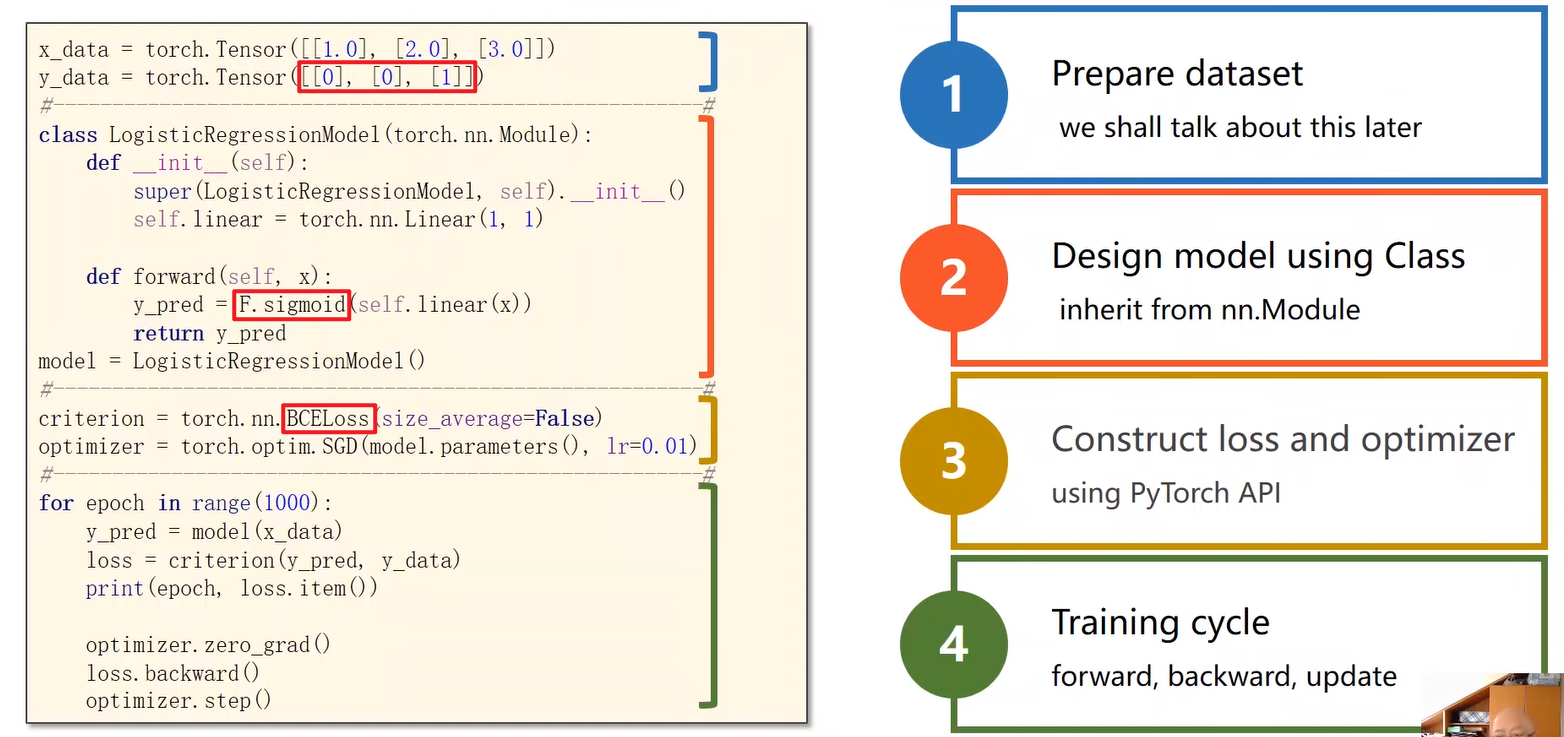 x_data = torch.Tensor([[1.0], [2.0], [3.0]])
y_data = torch.Tensor([[0], [0], [1]])
#-------------------------------------------------------#
class LogisticRegressionModel(torch.nn.Module):
    def __init__(self):
        super(LogisticRegressionModel, self).__init__()
        self.linear = torch.nn.Linear(1, 1)
    def forward(self, x):
        y_pred = F.sigmoid(self.linear(x))
        return y_pred
model = LogisticRegressionModel()
#-------------------------------------------------------#
criterion = torch.nn.BCELoss(size_average=False)
optimizer = torch.optim.SGD(model.parameters(), lr=0.01)
#-------------------------------------------------------#
for epoch in range(1000):
    y_pred = model(x_data)
    loss = criterion(y_pred, y_data)
    print(epoch, loss.item())
    optimizer.zero_grad()
    loss.backward()
    optimizer.step()
1
Prepare dataset
we shall talk about this later
2
Design model using Class
inherit from nn.Module
3
Construct loss and optimizer
using PyTorch API
4
Training cycle
forward, backward, update